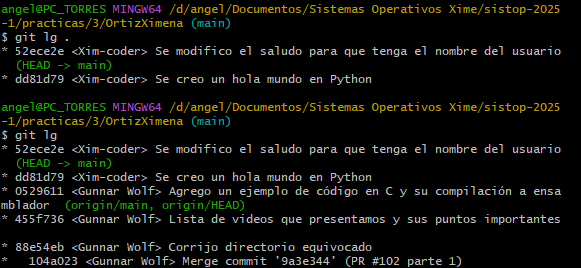 angel@PC_TORRES MINGW64 /d/angel/Documentos/Sistemas Operativos Xime/sistop-2025
-1/practicas/3/OrtizXimena (main)
$ git lg .
* 52ece2e <Xim-coder> Se modifico el saludo para que tenga el nombre del usuario
  (HEAD -> main)
* dd81d79 <Xim-coder> Se creo un hola mundo en Python
angel@PC_TORRES MINGW64 /d/angel/Documentos/Sistemas Operativos Xime/sistop-2025
-1/practicas/3/OrtizXimena (main)
$ git lg
* 52ece2e <Xim-coder> Se modifico el saludo para que tenga el nombre del usuario
  (HEAD -> main)
* dd81d79 <Xim-coder> Se creo un hola mundo en Python
* 0529611 <Gunnar Wolf> Agrego un ejemplo de código en C y su compilación a ensa
mblador  (origin/main, origin/HEAD)
* 455f736 <Gunnar Wolf> Lista de videos que presentamos y sus puntos importantes
* 88e54eb <Gunnar Wolf> Corrijo directorio equivocado
*   104a023 <Gunnar Wolf> Merge commit '9a3e344' (PR #102 parte 1)